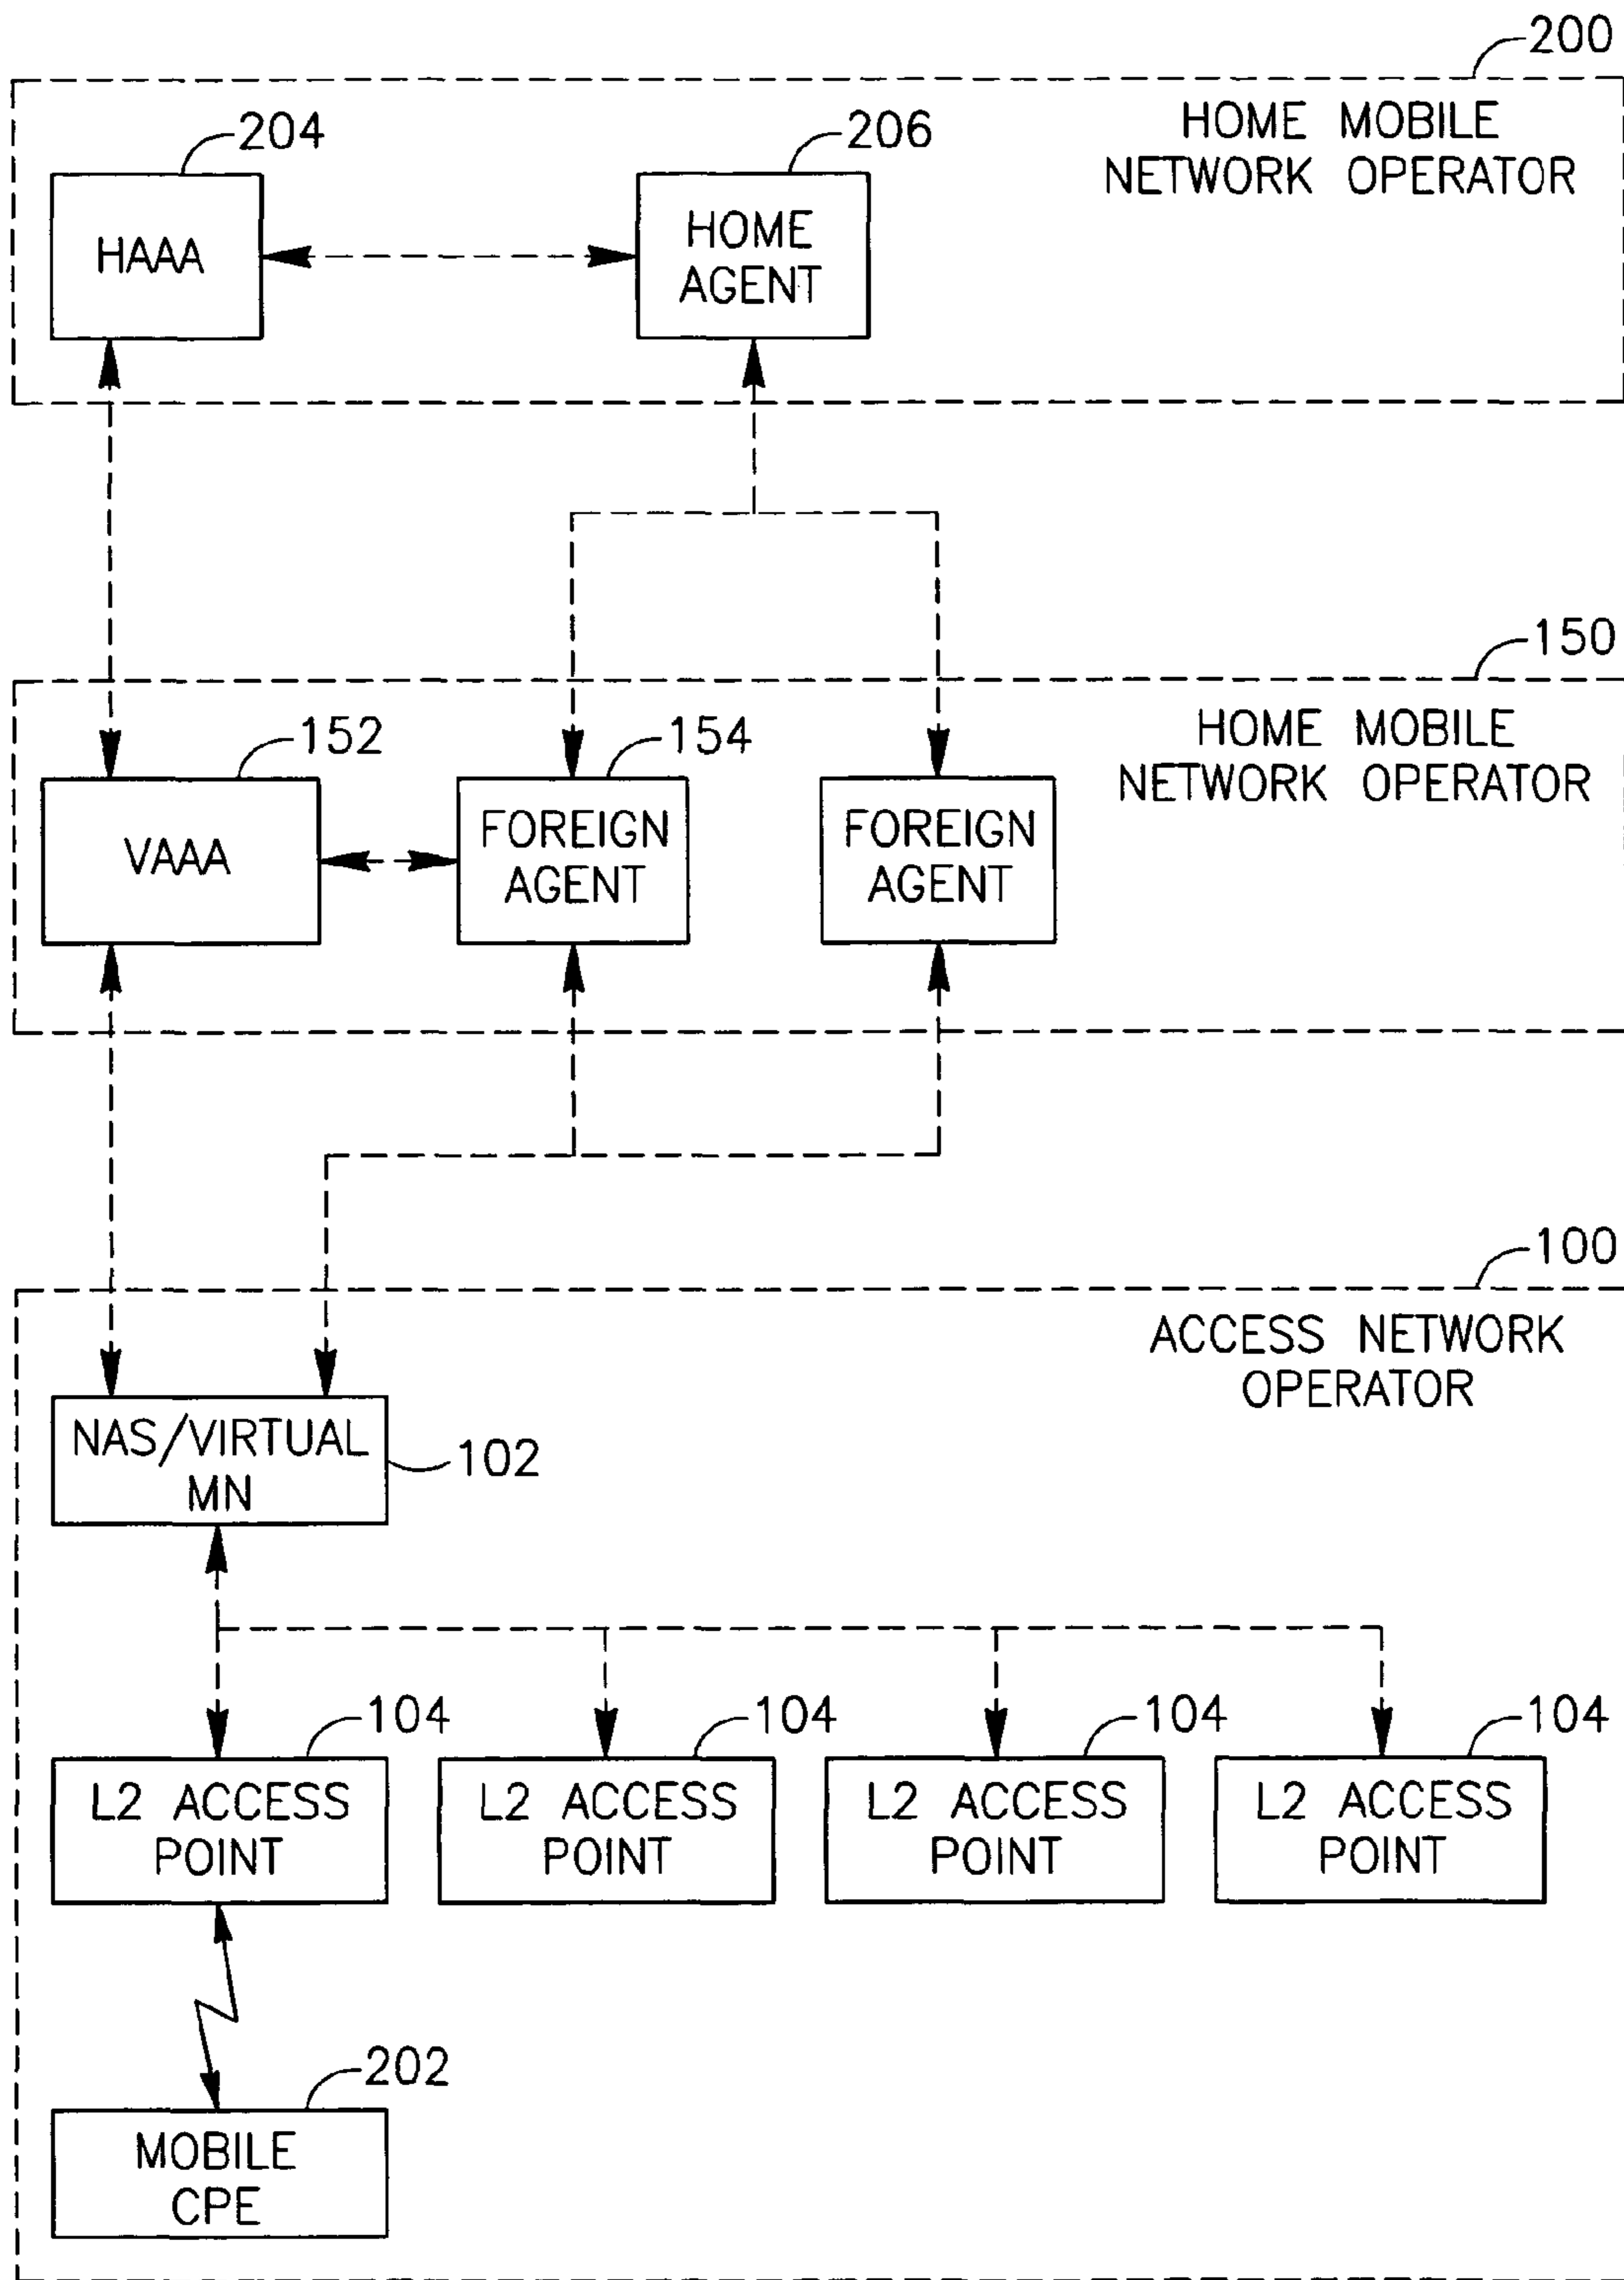 200
HOME MOBILE
NETWORK OPERATOR
204
206
HAAA
HOME
AGENT
150
HOME MOBILE
NETWORK OPERATOR
152
154
VAAA
FOREIGN
AGENT
FOREIGN
AGENT
100
ACCESS NETWORK
OPERATOR
NAS/VIRTUAL
MN
102
104
104
104
104
L2 ACCESS
POINT
L2 ACCESS
POINT
L2 ACCESS
POINT
L2 ACCESS
POINT
202
MOBILE
CPE